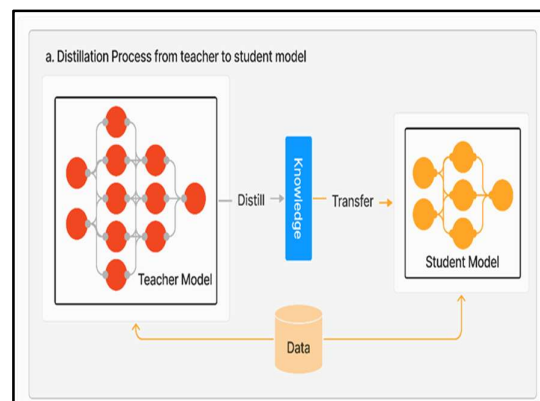 a. Distillation Process from teacher to student model
Teacher Model
Distill
Knowledge
Transfer
Student Model
Data